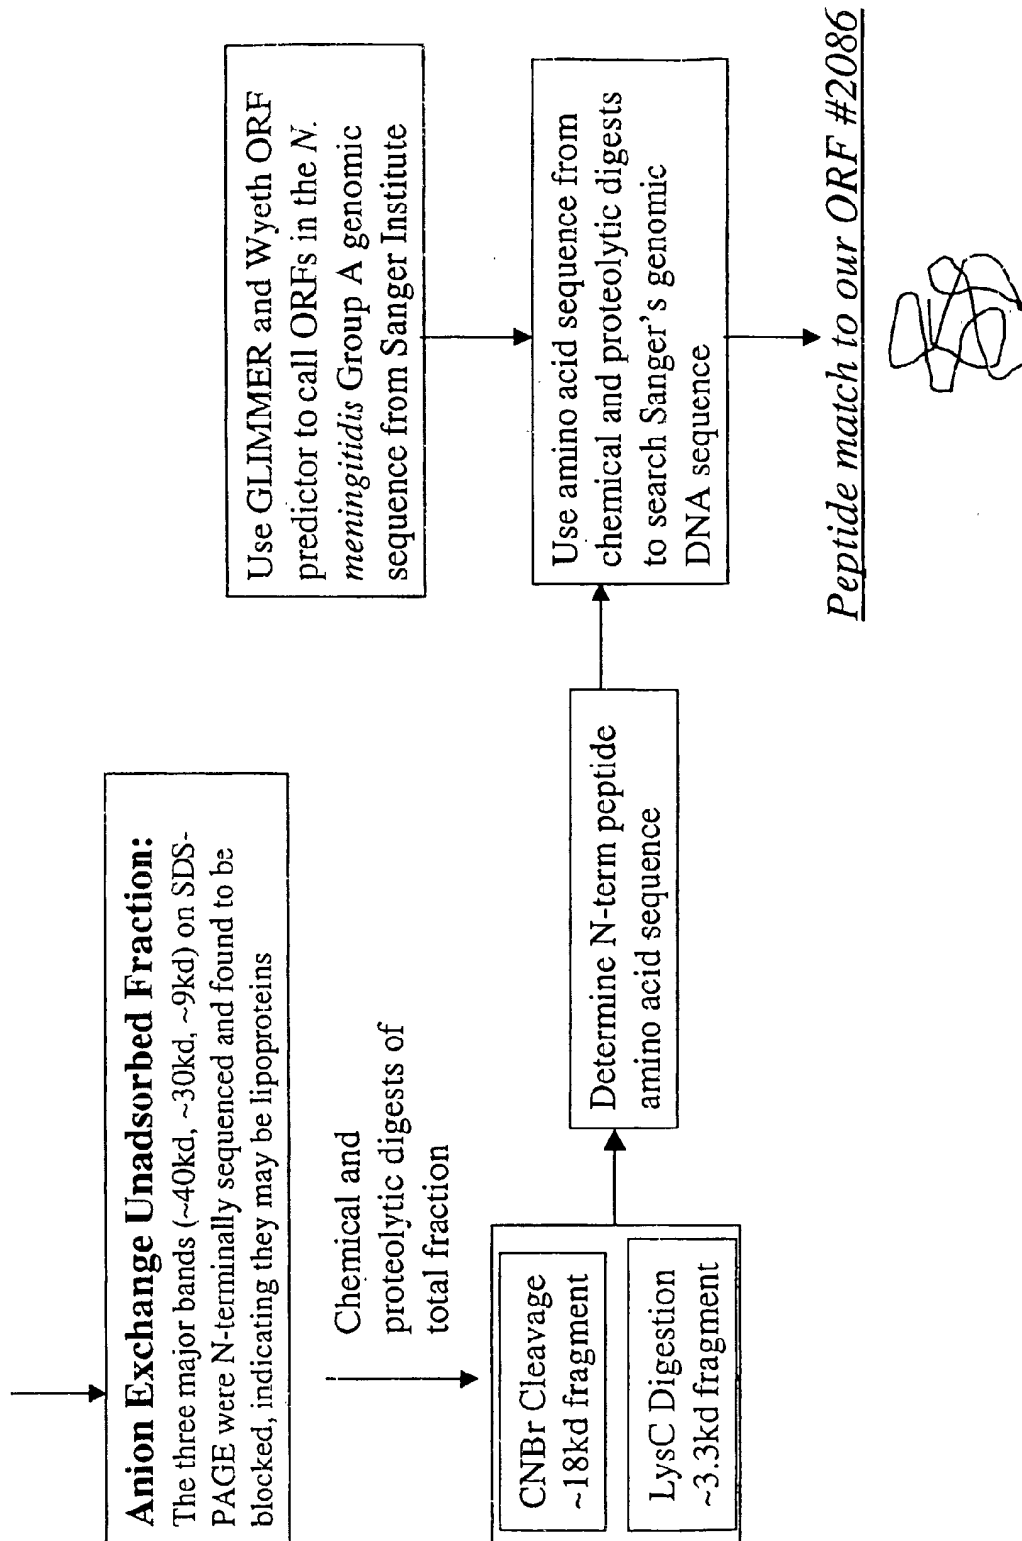 Anion Exchange Unadsorbed Fraction:
The three major bands (~40kd, ~30kd, ~9kd) on SDS-
PAGE were N-terminally sequenced and found to be
blocked, indicating they may be lipoproteins
Chemical and
proteolytic digests of
total fraction
CNBr Cleavage
~18kd fragment
LysC Digestion
~3.3kd fragment
Determine N-term peptide
amino acid sequence
Use GLIMMER and Wyeth ORF
predictor to call ORFs in the N.
meningitidis Group A genomic
sequence from Sanger Institute
Use amino acid sequence from
chemical and proteolytic digests
to search Sanger's genomic
DNA sequence
Peptide match to our ORF #2086